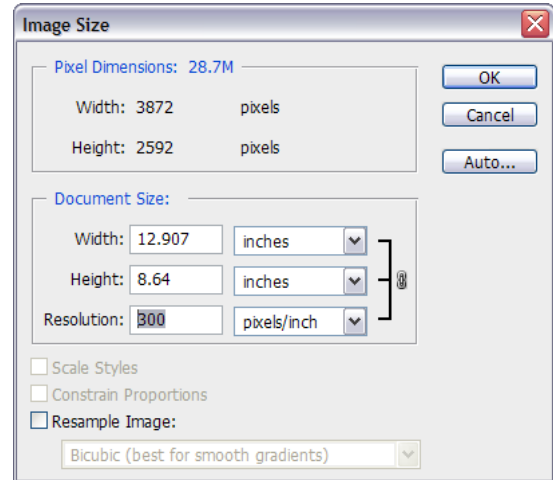 Image Size
Pixel Dimensions: 28.7M
Width: 3872 pixels
Height: 2592 pixels
OK
Cancel
Auto...
Document Size:
Width: 12.907 inches
Height: 8.64 inches
Resolution: 300 pixels/inch
Scale Styles
Constrain Proportions
Resample Image:
Bicubic (best for smooth gradients)